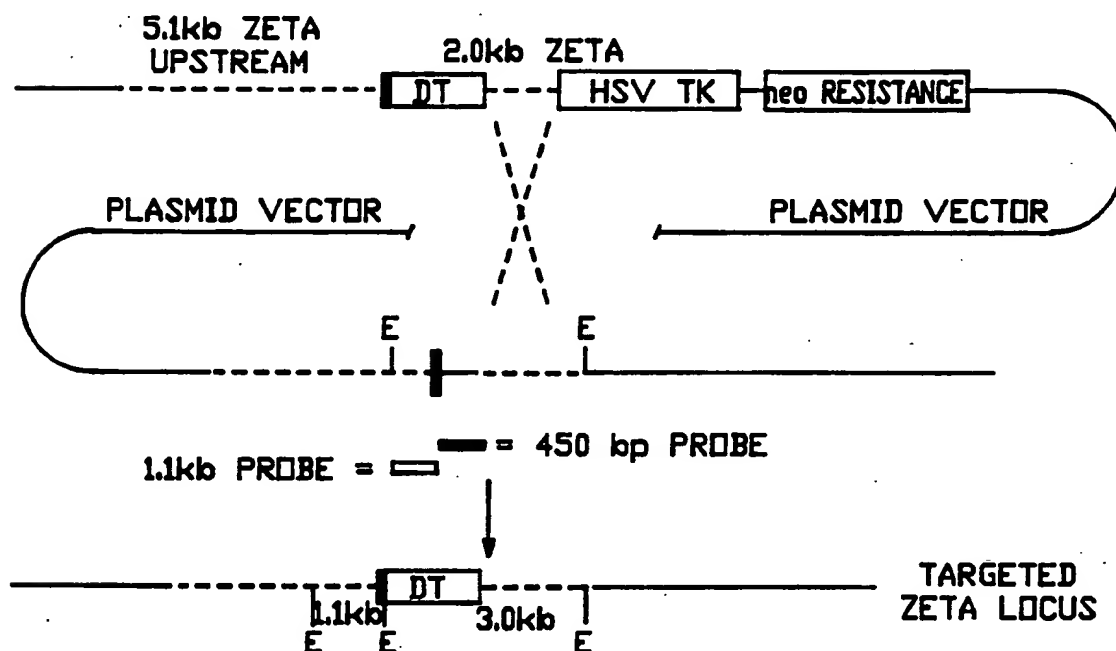 5.1kb ZETA
UPSTREAM
2.0kb ZETA
DT
HSV TK
neo RESISTANCE
PLASMID VECTOR
PLASMID VECTOR
E
E
= 450 bp PROBE
1.1kb PROBE =
DT
1.1kb
3.0kb
E
E
E
TARGETED
ZETA LOCUS